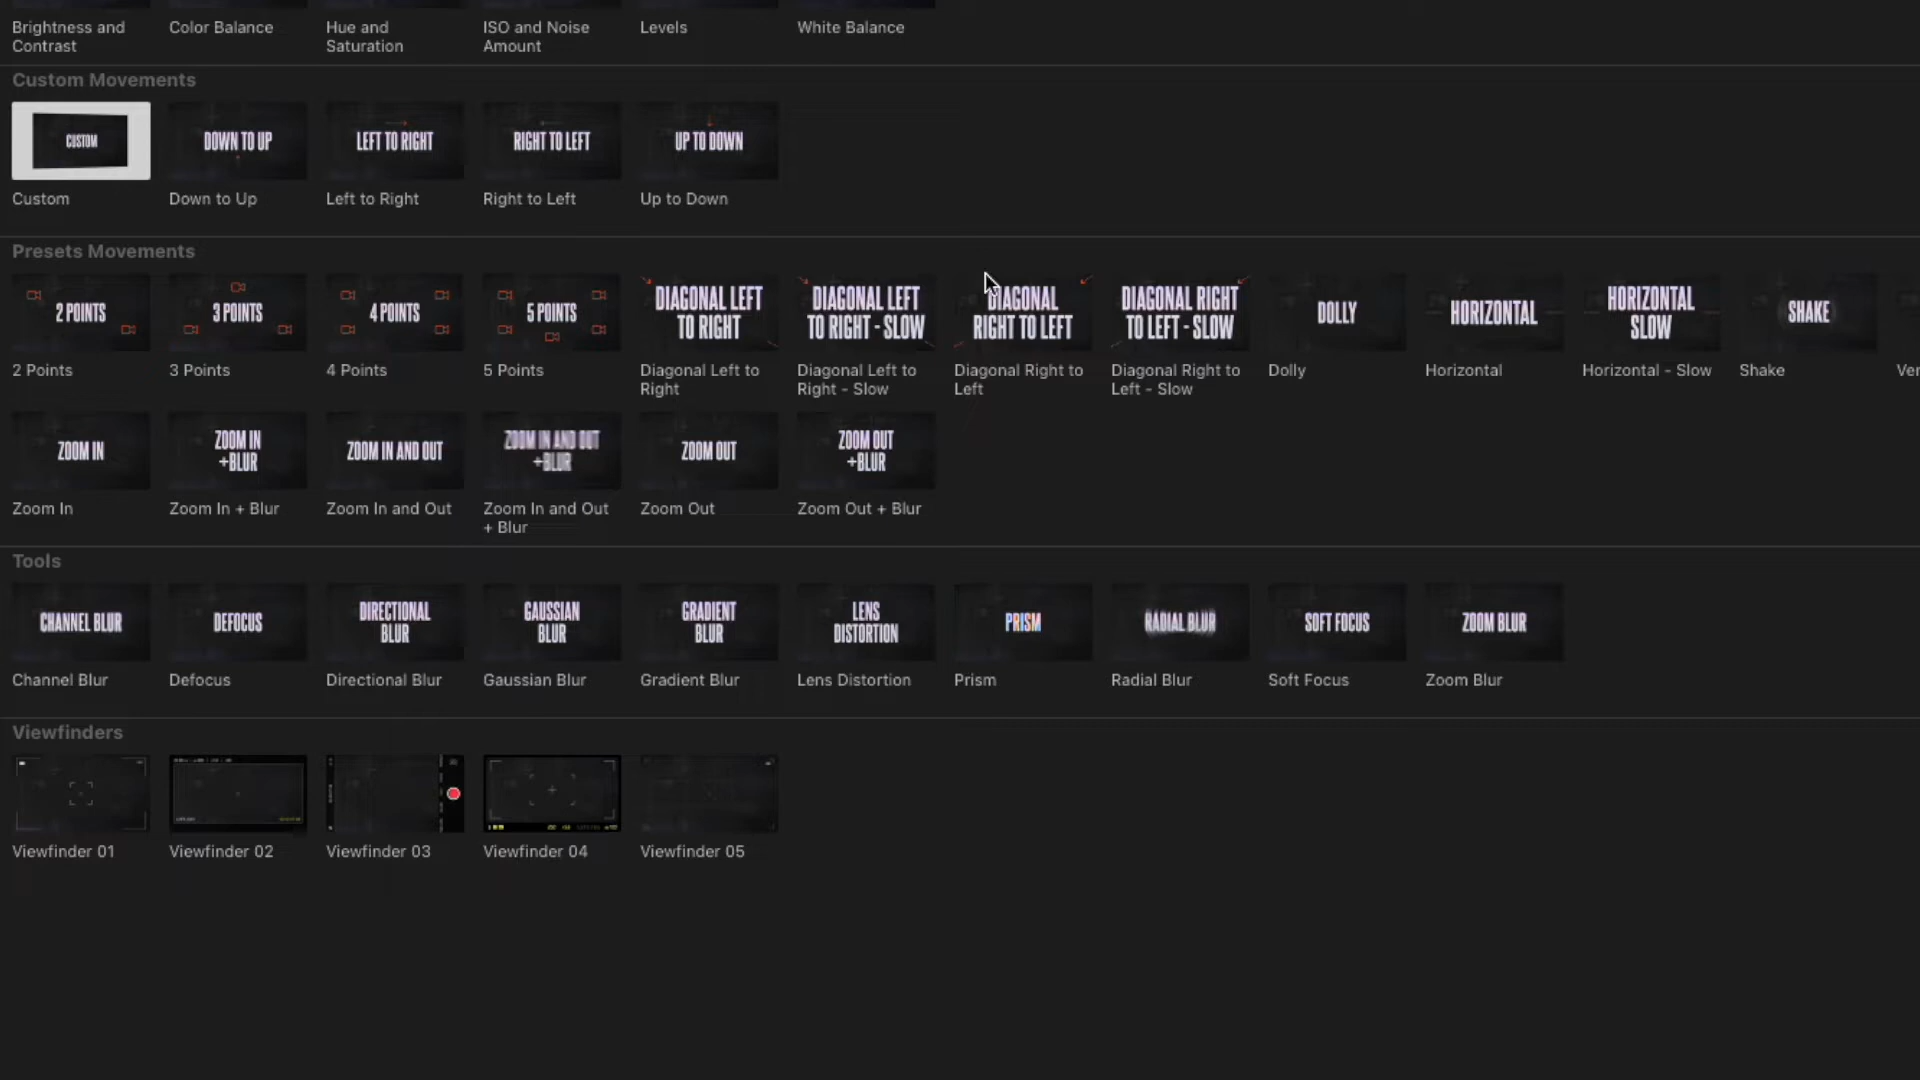 Brightness and
Contrast
Color Balance
Hue and
Saturation
ISO and Noise
Amount
Levels
White Balance
Custom Movements
CUSTOM
DOWN TO UP
LEFT TO RIGHT
RIGHT TO LEFT
UP TO DOWN
Custom
Down to Up
Left to Right
Right to Left
Up to Down
Presets Movements
2 POINTS
3 POINTS
4 POINTS
5 POINTS
DIAGONAL LEFT
TO RIGHT
DIAGONAL LEFT
TO RIGHT - SLOW
DIAGONAL
RIGHT TO LEFT
DIAGONAL RIGHT
TO LEFT - SLOW
DOLLY
HORIZONTAL
HORIZONTAL
SLOW
SHAKE
2 Points
3 Points
4 Points
5 Points
Diagonal Left to
Right
Diagonal Left to
Right - Slow
Diagonal Right to
Left
Diagonal Right to
Left - Slow
Dolly
Horizontal
Horizontal - Slow
Shake
Ver
ZOOM IN
ZOOM IN
+BLUR
ZOOM IN AND OUT
ZOOM IN AND OUT
+BLUR
ZOOM OUT
ZOOM OUT
+BLUR
Zoom In
Zoom In + Blur
Zoom In and Out
Zoom In and Out
+ Blur
Zoom Out
Zoom Out + Blur
Tools
CHANNEL BLUR
DEFOCUS
DIRECTIONAL
BLUR
GAUSSIAN
BLUR
GRADIENT
BLUR
LENS
DISTORTION
PRISM
RADIAL BLUR
SOFT FOCUS
ZOOM BLUR
Channel Blur
Defocus
Directional Blur
Gaussian Blur
Gradient Blur
Lens Distortion
Prism
Radial Blur
Soft Focus
Zoom Blur
Viewfinders
Viewfinder 01
Viewfinder 02
Viewfinder 03
Viewfinder 04
Viewfinder 05